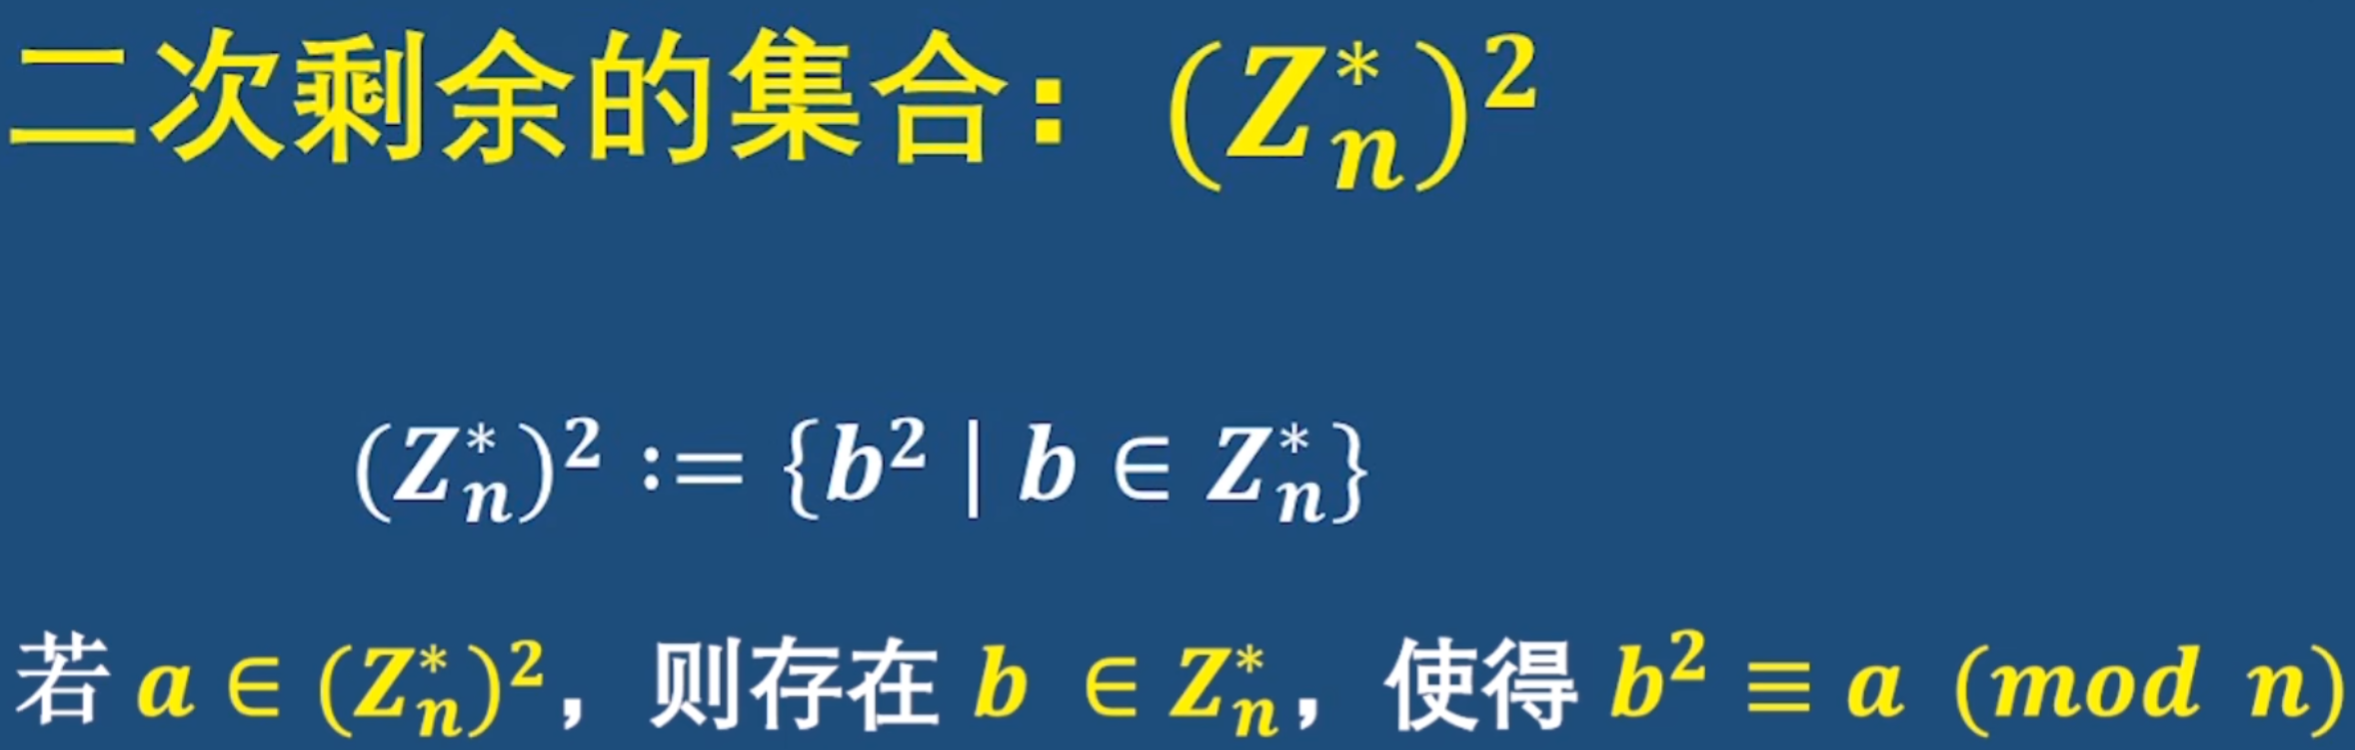 二次剩余的集合：$(Z_n^*)^2$
$(Z_n^*)^2 := \{b^2 \mid b \in Z_n^*\}$
若 $a \in (Z_n^*)^2$，则存在 $b \in Z_n^*$，使得 $b^2 \equiv a \pmod{n}$